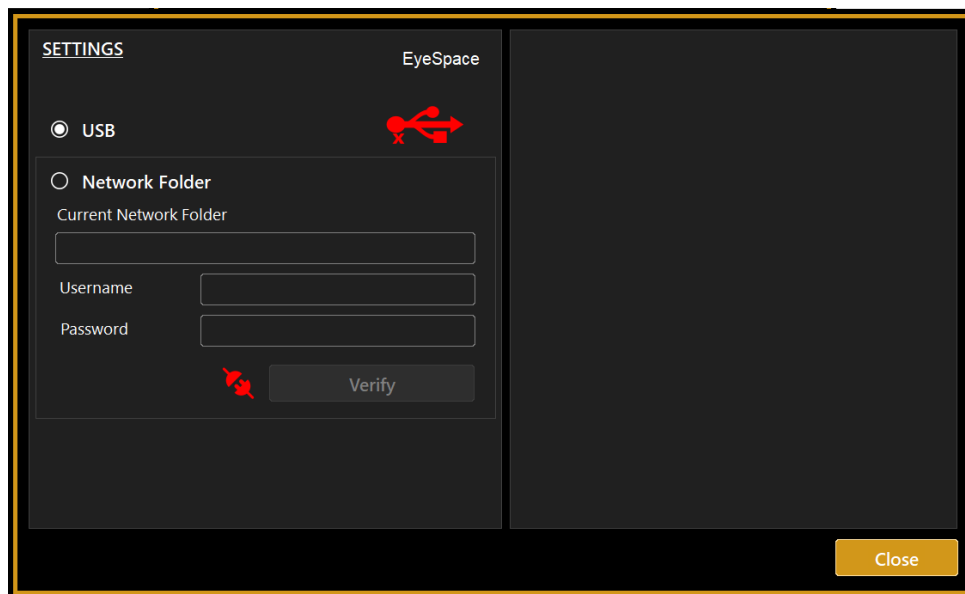 SETTINGS
EyeSpace
USB
Network Folder
Current Network Folder
Username
Password
Verify
Close